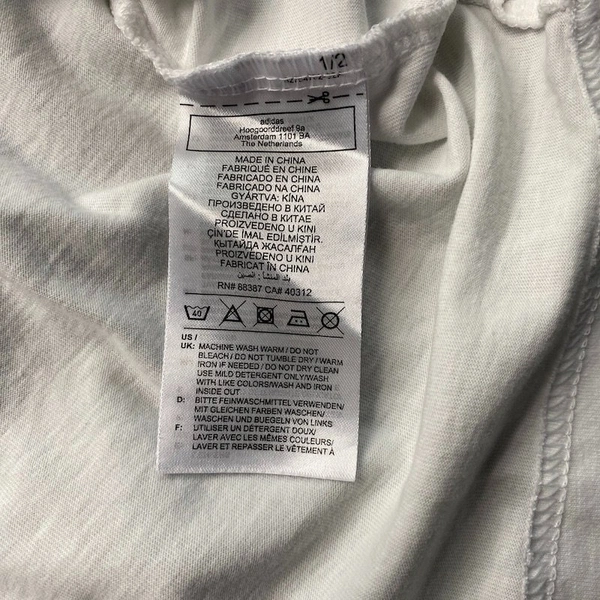 1/2
adidas
Hoogoorddreef 9a
Amsterdam 1101 BA
The Netherlands
MADE IN CHINA
FABRIQUÉ EN CHINE
FABRICADO EN CHINA
FABRICADO NA CHINA
GYÁRTVA: KÍNA
ПРОИЗВЕДЕНО В КИТАЙ
СДЕЛАНО В КИТАЕ
PROIZVEDENO U KINI
ÇİN'DE İMAL EDİLMİŞTİR.
ҚЫТАЙДА ЖАСАЛҒАН
PROIZVEDENO U KINI
FABRICAT ÎN CHINA
بلد المنشأ : الصين
RN# 88387 CA# 40312
40
US /
UK: MACHINE WASH WARM / DO NOT
BLEACH / DO NOT TUMBLE DRY / WARM
IRON IF NEEDED / DO NOT DRY CLEAN
USE MILD DETERGENT ONLY/WASH
WITH LIKE COLORS/WASH AND IRON
INSIDE OUT
D: BITTE FEINWASCHMITTEL VERWENDEN/
MIT GLEICHEN FARBEN WASCHEN/
WASCHEN UND BUEGELN VON LINKS
F: UTILISER UN DÉTERGENT DOUX/
LAVER AVEC LES MÊMES COULEURS/
LAVER ET REPASSER LE VÊTEMENT À